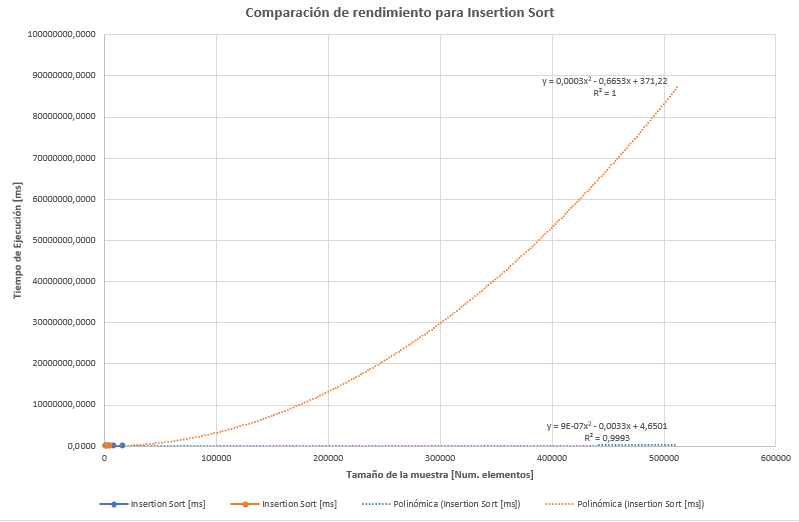 Comparación de rendimiento para Insertion Sort
100000000,0000
90000000,0000
80000000,0000
70000000,0000
60000000,0000
50000000,0000
40000000,0000
30000000,0000
20000000,0000
10000000,0000
0,0000
Tiempo de Ejecución [ms]
y = 0,0003x² - 0,6653x + 371,22
R² = 1
y = 9E-07x² - 0,0033x + 4,6501
R² = 0,9993
0 100000 200000 300000 400000 500000 600000
Tamaño de la muestra [Num. elementos]
Insertion Sort [ms] Insertion Sort [ms] Polinómica (Insertion Sort [ms]) Polinómica (Insertion Sort [ms])